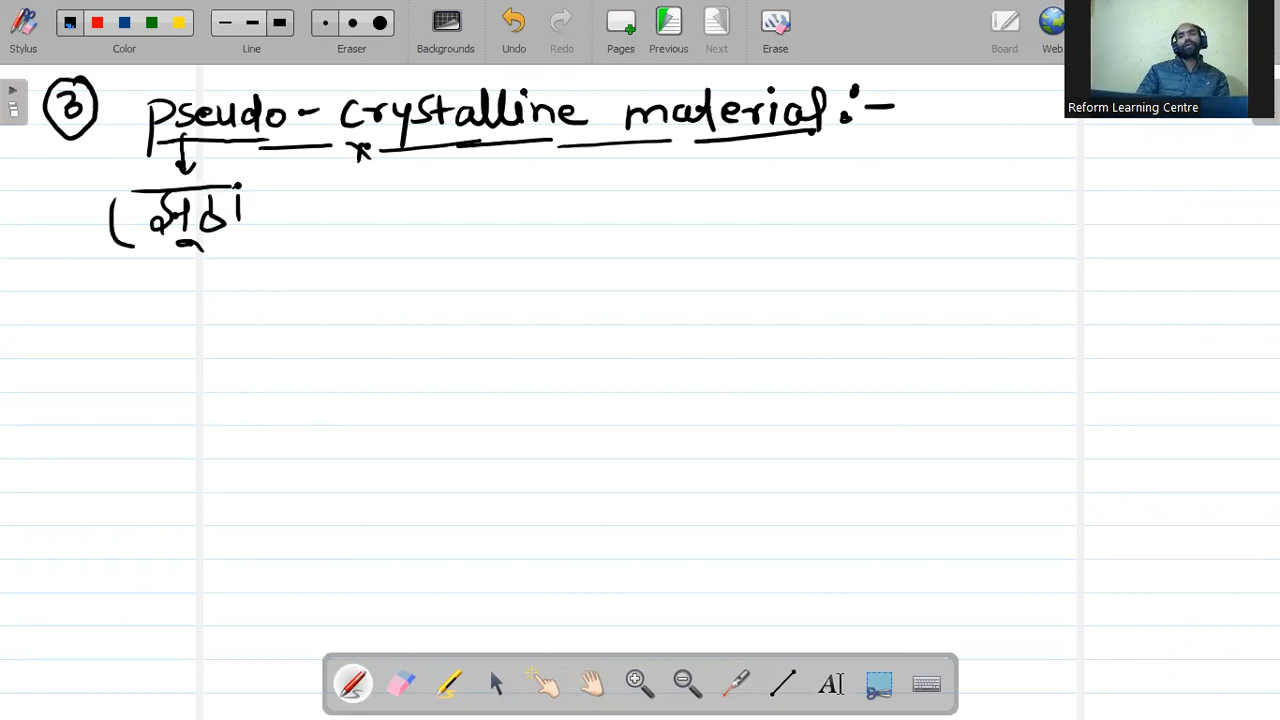 Stylus
Color
Line
Eraser
Backgrounds
Undo
Redo
Pages
Previous
Next
Erase
Board
Web
Reform Learning Centre
3 pseudo-crystalline material:-